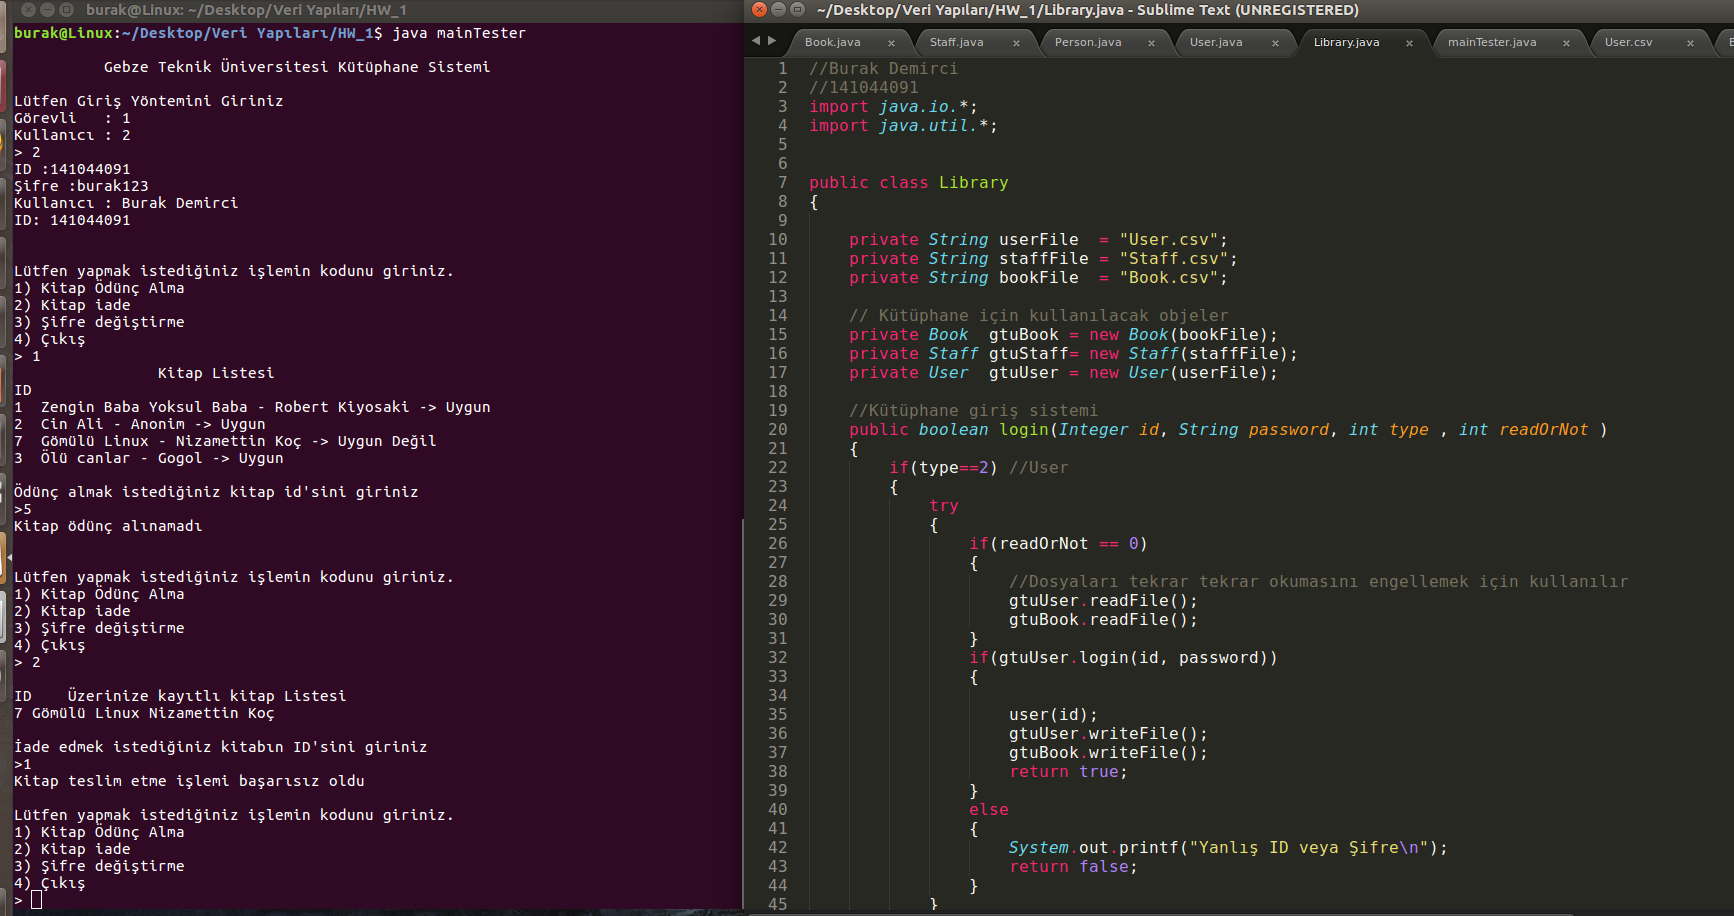 burak@Linux: ~/Desktop/Veri Yapıları/HW_1
burak@Linux:~/Desktop/Veri Yapıları/HW_1$ java mainTester
Gebze Teknik Üniversitesi Kütüphane Sistemi
Lütfen Giriş Yöntemini Giriniz
Görevli   : 1
Kullanıcı : 2
> 2
ID :141044091
Şifre :burak123
Kullanıcı : Burak Demirci
ID: 141044091
Lütfen yapmak istediğiniz işlemin kodunu giriniz.
1) Kitap Ödünç Alma
2) Kitap iade
3) Şifre değiştirme
4) Çıkış
> 1
Kitap Listesi
ID
1  Zengin Baba Yoksul Baba - Robert Kiyosaki -> Uygun
2  Cin Ali - Anonim -> Uygun
7  Gömülü Linux - Nizamettin Koç -> Uygun Değil
3  Ölü canlar - Gogol -> Uygun
Ödünç almak istediğiniz kitap id'sini giriniz
>5
Kitap ödünç alınamadı
Lütfen yapmak istediğiniz işlemin kodunu giriniz.
1) Kitap Ödünç Alma
2) Kitap iade
3) Şifre değiştirme
4) Çıkış
> 2
ID    Üzerinize kayıtlı kitap Listesi
7 Gömülü Linux Nizamettin Koç
İade etmek istediğiniz kitabın ID'sini giriniz
>1
Kitap teslim etme işlemi başarısız oldu
Lütfen yapmak istediğiniz işlemin kodunu giriniz.
1) Kitap Ödünç Alma
2) Kitap iade
3) Şifre değiştirme
4) Çıkış
>
~/Desktop/Veri Yapıları/HW_1/Library.java - Sublime Text (UNREGISTERED)
Book.java × Staff.java × Person.java × User.java × Library.java × mainTester.java × User.csv ×
1 //Burak Demirci
2 //141044091
3 import java.io.*;
4 import java.util.*;
5
6
7 public class Library
8 {
9
10     private String userFile  = "User.csv";
11     private String staffFile = "Staff.csv";
12     private String bookFile  = "Book.csv";
13
14     // Kütüphane için kullanılacak objeler
15     private Book  gtuBook = new Book(bookFile);
16     private Staff gtuStaff= new Staff(staffFile);
17     private User  gtuUser = new User(userFile);
18
19     //Kütüphane giriş sistemi
20     public boolean login(Integer id, String password, int type , int readOrNot )
21     {
22         if(type==2) //User
23         {
24             try
25             {
26                 if(readOrNot == 0)
27                 {
28                     //Dosyaları tekrar tekrar okumasını engellemek için kullanılır
29                     gtuUser.readFile();
30                     gtuBook.readFile();
31                 }
32                 if(gtuUser.login(id, password))
33                 {
34
35                     user(id);
36                     gtuUser.writeFile();
37                     gtuBook.writeFile();
38                     return true;
39                 }
40                 else
41                 {
42                     System.out.printf("Yanlış ID veya Şifre\n");
43                     return false;
44                 }
45             }